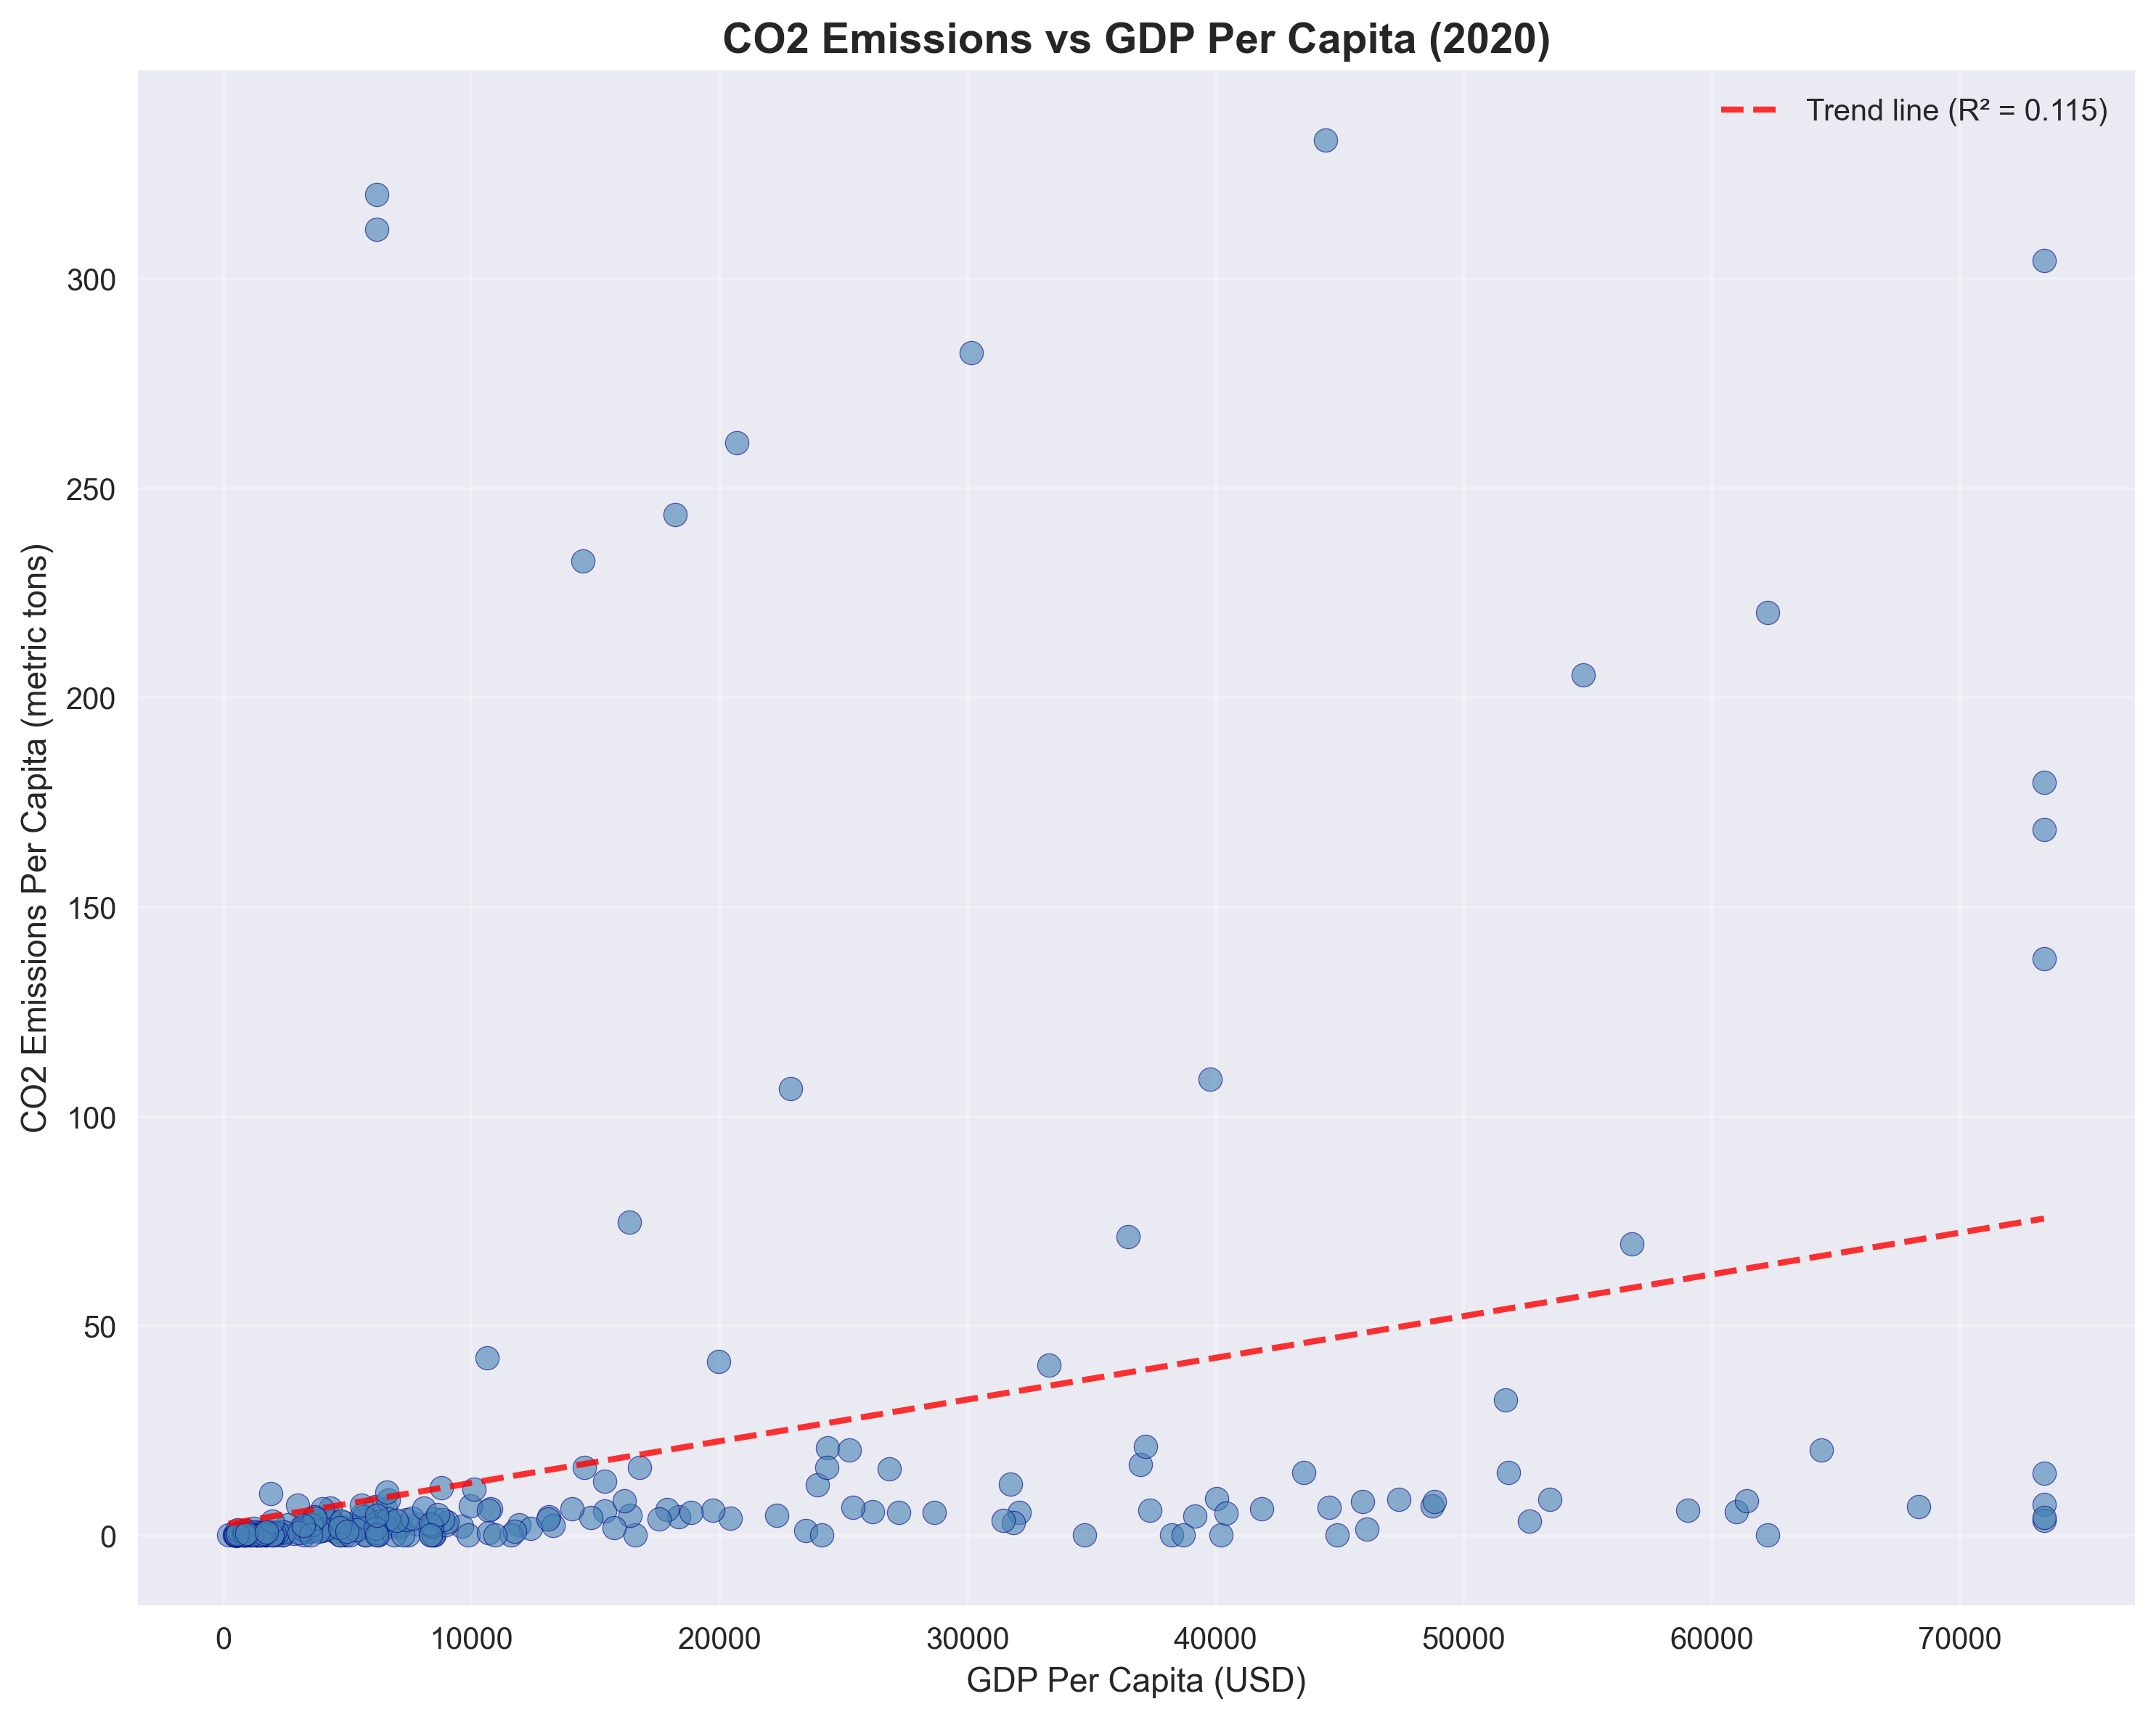 CO2 Emissions vs GDP Per Capita (2020)
Trend line (R² = 0.115)
CO2 Emissions Per Capita (metric tons)
300
250
200
150
100
50
0
0 10000 20000 30000 40000 50000 60000 70000
GDP Per Capita (USD)